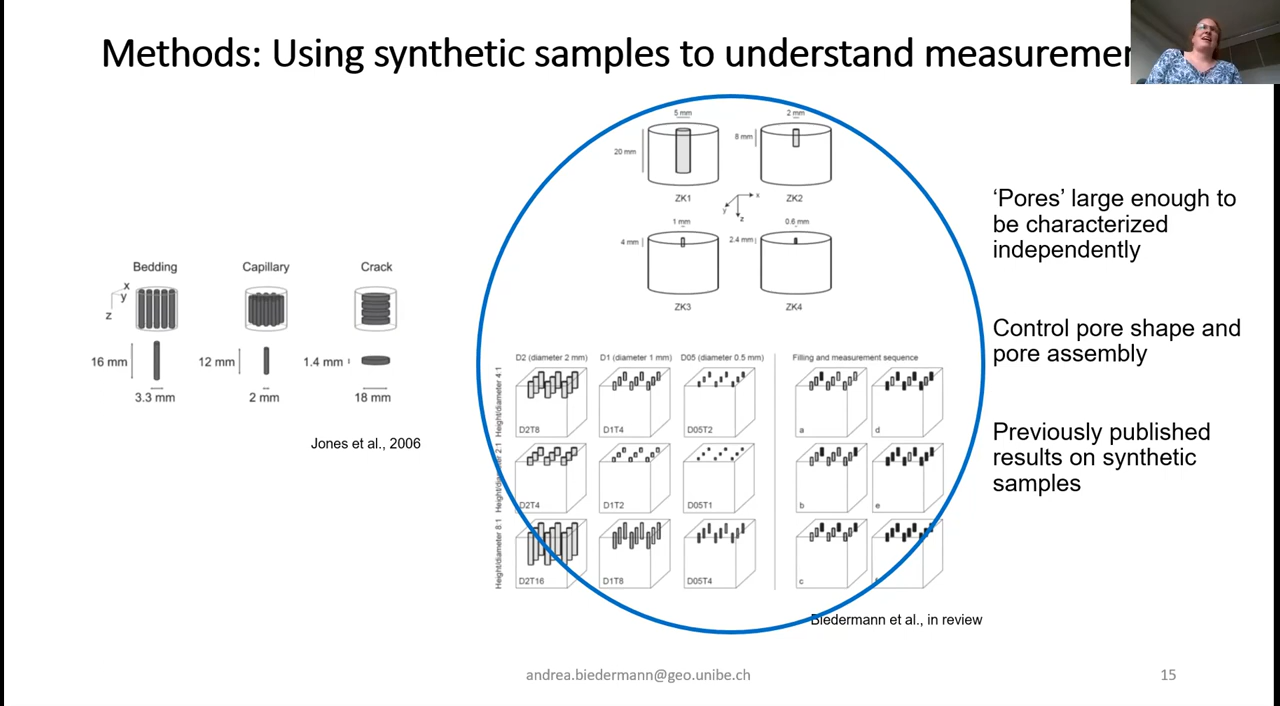 Methods: Using synthetic samples to understand measuremen
5 mm
2 mm
20 mm
8 mm
ZK1
ZK2
x
y
z
1 mm
0.6 mm
4 mm
2.4 mm
ZK3
ZK4
Bedding
Capillary
Crack
x
y
z
16 mm
12 mm
1.4 mm
3.3 mm
2 mm
18 mm
Jones et al., 2006
D2 (diameter 2 mm)
D1 (diameter 1 mm)
D05 (diameter 0.5 mm)
Filling and measurement sequence
Height/diameter 4:1
D2T8
D1T4
D05T2
a
d
Height/diameter 2:1
D2T4
D1T2
D05T1
b
e
Height/diameter 8:1
D2T16
D1T8
D05T4
c
Biedermann et al., in review
‘Pores’ large enough to
be characterized
independently
Control pore shape and
pore assembly
Previously published
results on synthetic
samples
andrea.biedermann@geo.unibe.ch
15